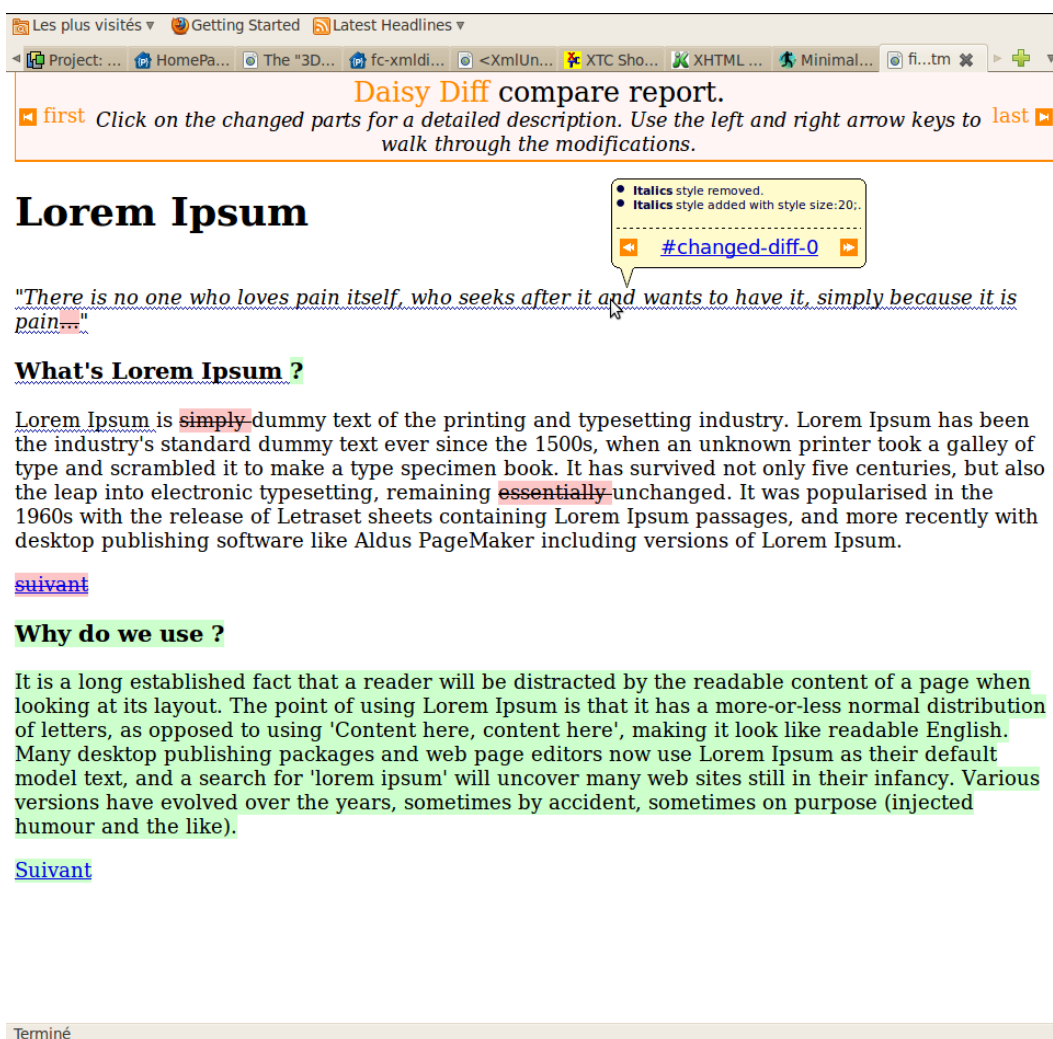 Les plus visités Getting Started Latest Headlines
Project: ... HomePa... The "3D... fc-xmldi... <XmlUn... XTC Sho... XHTML ... Minimal... fi...tm
Daisy Diff compare report.
first Click on the changed parts for a detailed description. Use the left and right arrow keys to last
walk through the modifications.
Italics style removed.
Italics style added with style size:20;.
#changed-diff-0
Lorem Ipsum
"There is no one who loves pain itself, who seeks after it and wants to have it, simply because it is
pain..."
What's Lorem Ipsum ?
Lorem Ipsum is simply dummy text of the printing and typesetting industry. Lorem Ipsum has been
the industry's standard dummy text ever since the 1500s, when an unknown printer took a galley of
type and scrambled it to make a type specimen book. It has survived not only five centuries, but also
the leap into electronic typesetting, remaining essentially unchanged. It was popularised in the
1960s with the release of Letraset sheets containing Lorem Ipsum passages, and more recently with
desktop publishing software like Aldus PageMaker including versions of Lorem Ipsum.
suivant
Why do we use ?
It is a long established fact that a reader will be distracted by the readable content of a page when
looking at its layout. The point of using Lorem Ipsum is that it has a more-or-less normal distribution
of letters, as opposed to using 'Content here, content here', making it look like readable English.
Many desktop publishing packages and web page editors now use Lorem Ipsum as their default
model text, and a search for 'lorem ipsum' will uncover many web sites still in their infancy. Various
versions have evolved over the years, sometimes by accident, sometimes on purpose (injected
humour and the like).
Suivant
Terminé